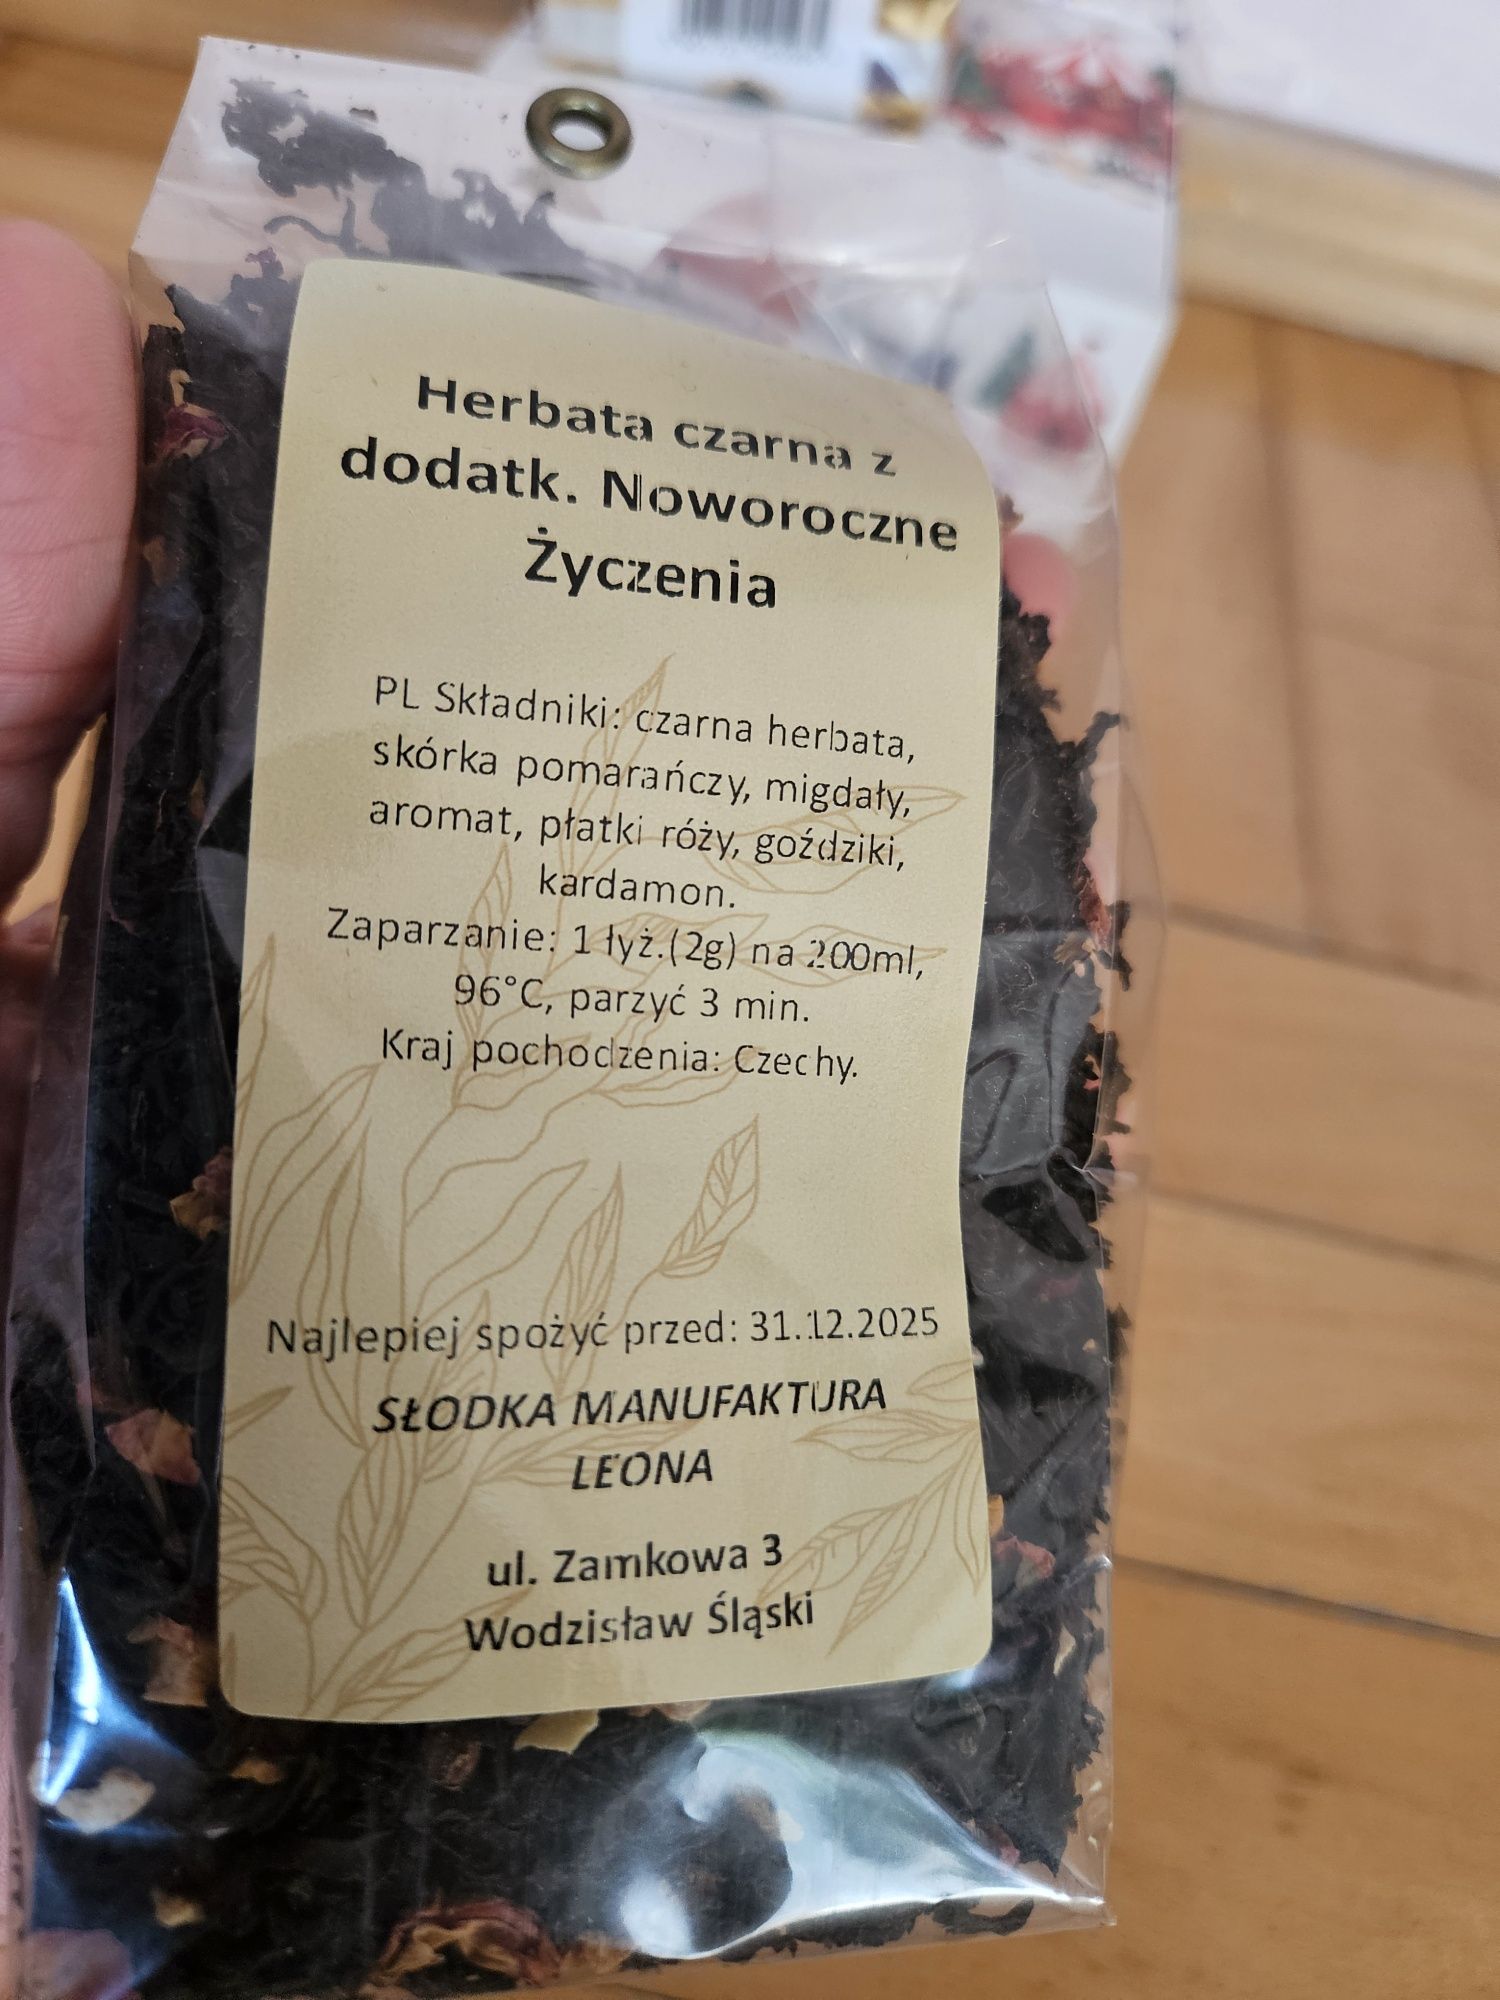 Herbata czarna z
dodatk. Noworoczne
Życzenia
PL Składniki: czarna herbata,
skórka pomarańczy, migdały,
aromat, płatki róży, goździki,
kardamon.
Zaparzanie: 1 łyż.(2g) na 200ml,
96°C, parzyć 3 min.
Kraj pochodzenia: Czechy.
Najlepiej spożyć przed: 31.12.2025
SŁODKA MANUFAKTURA
LEONA
ul. Zamkowa 3
Wodzisław Śląski